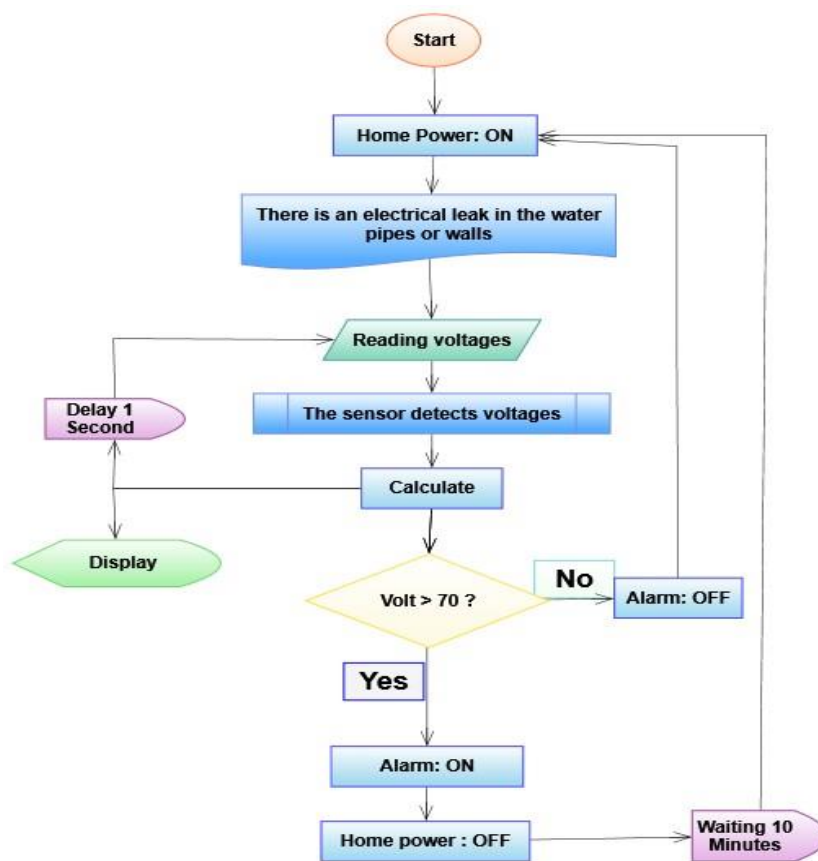 Start
Home Power: ON
There is an electrical leak in the water
pipes or walls
Reading voltages
Delay 1
Second
The sensor detects voltages
Calculate
Display
Volt > 70 ?
No
Alarm: OFF
Yes
Alarm: ON
Home power : OFF
Waiting 10
Minutes